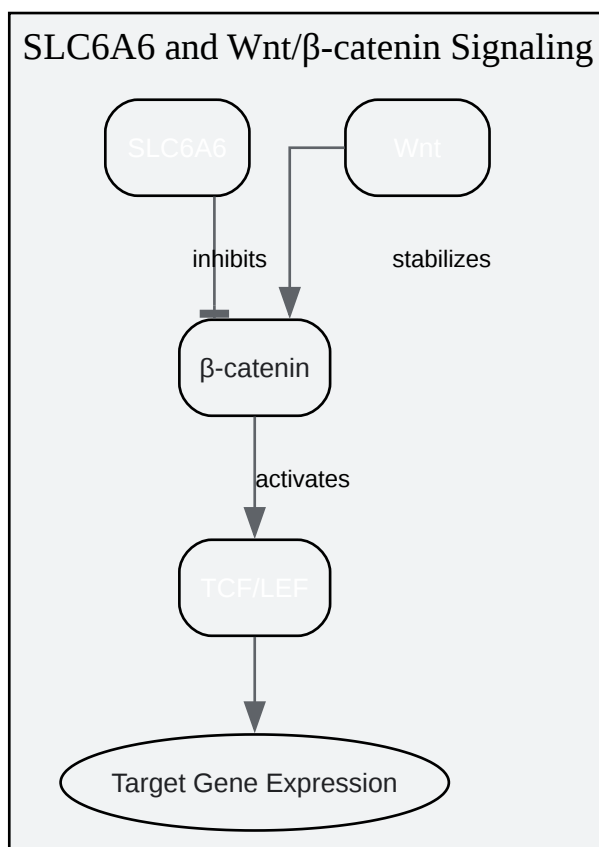 SLC6A6 and Wnt/β-catenin Signaling
SLC6A6
Wnt
inhibits
stabilizes
β-catenin
activates
TCF/LEF
Target Gene Expression